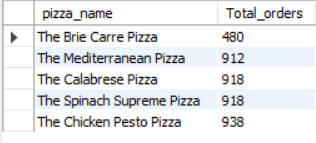 pizza_name Total_orders
The Brie Carre Pizza 480
The Mediterranean Pizza 912
The Calabrese Pizza 918
The Spinach Supreme Pizza 918
The Chicken Pesto Pizza 938